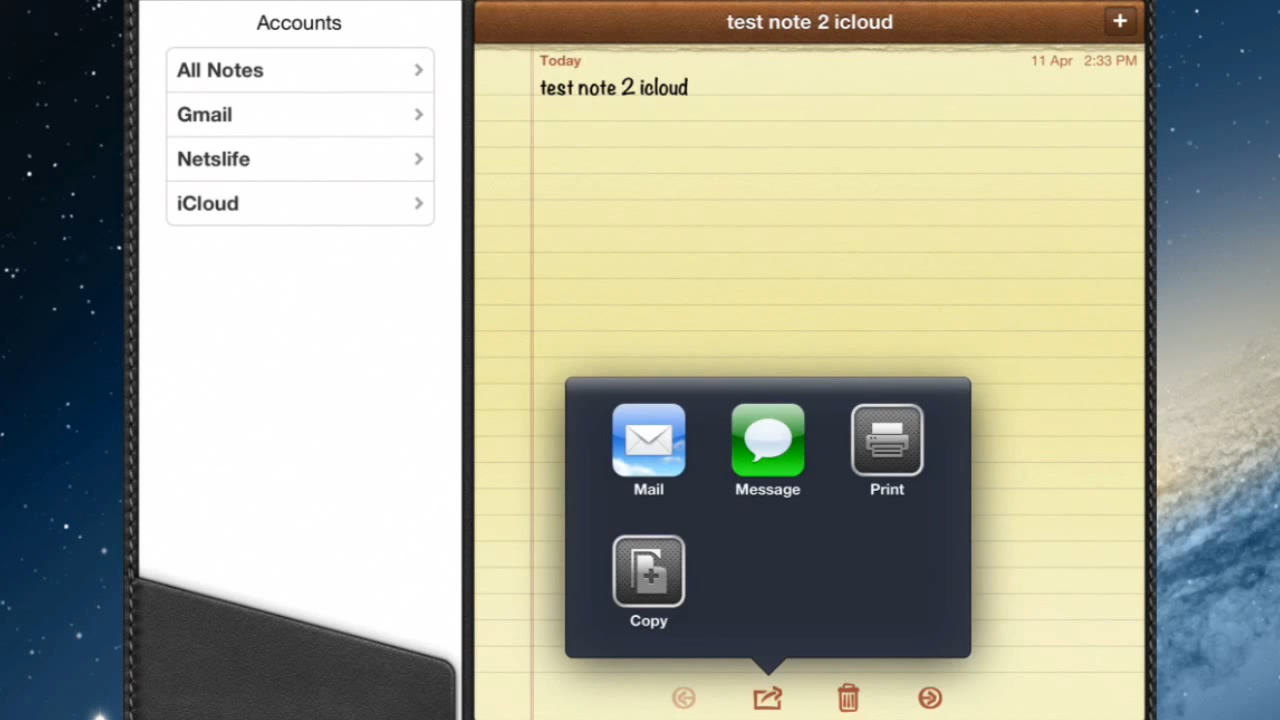 Accounts
All Notes
Gmail
Netslife
iCloud
test note 2 icloud
+
Today 11 Apr 2:33 PM
test note 2 icloud
Mail Message Print
Copy